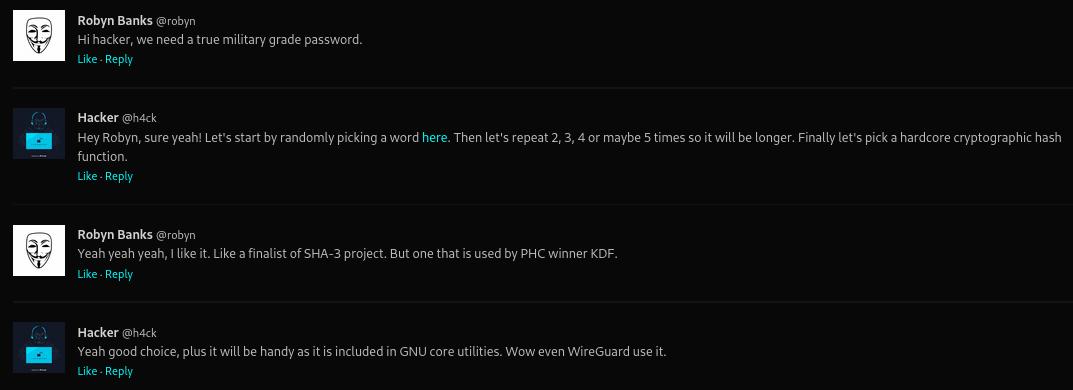 Robyn Banks @robyn
Hi hacker, we need a true military grade password.
Like · Reply
Hacker @h4ck
Hey Robyn, sure yeah! Let's start by randomly picking a word here. Then let's repeat 2, 3, 4 or maybe 5 times so it will be longer. Finally let's pick a hardcore cryptographic hash
function.
Like · Reply
Robyn Banks @robyn
Yeah yeah yeah, I like it. Like a finalist of SHA-3 project. But one that is used by PHC winner KDF.
Like · Reply
Hacker @h4ck
Yeah good choice, plus it will be handy as it is included in GNU core utilities. Wow even WireGuard use it.
Like · Reply